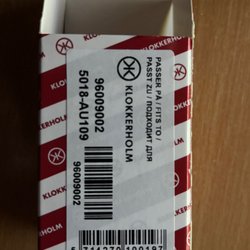 KLOKKERHOLM
PASSER PÅ / FITS TO /
PASST ZU / ПОДХОДИТ ДЛЯ
KLOKKERHOLM
96009002
5018-AU109
96009002
KLOKKERHOLM